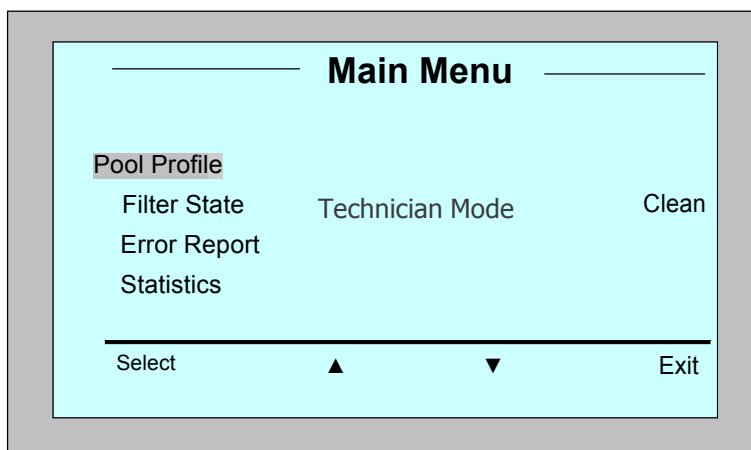 Main Menu
Pool Profile
Filter State Technician Mode Clean
Error Report
Statistics
Select ▲ ▼ Exit